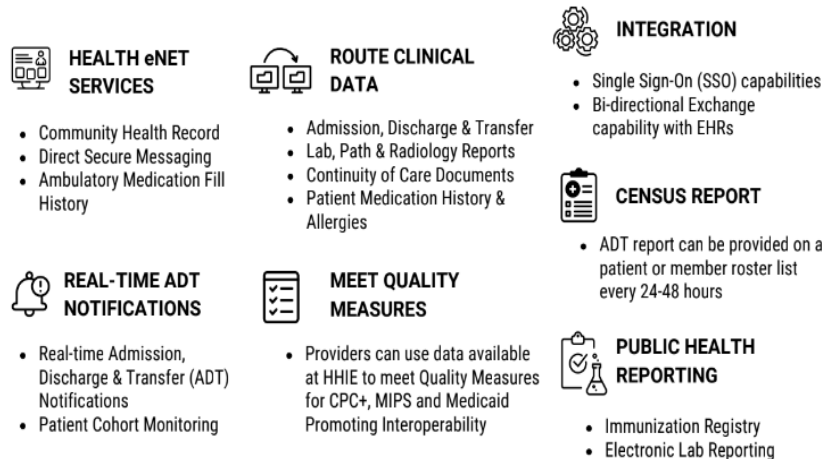 HEALTH eNET
SERVICES
• Community Health Record
• Direct Secure Messaging
• Ambulatory Medication Fill
History
ROUTE CLINICAL
DATA
• Admission, Discharge & Transfer
• Lab, Path & Radiology Reports
• Continuity of Care Documents
• Patient Medication History &
Allergies
INTEGRATION
• Single Sign-On (SSO) capabilities
• Bi-directional Exchange
capability with EHRs
CENSUS REPORT
• ADT report can be provided on a
patient or member roster list
every 24-48 hours
REAL-TIME ADT
NOTIFICATIONS
• Real-time Admission,
Discharge & Transfer (ADT)
Notifications
• Patient Cohort Monitoring
MEET QUALITY
MEASURES
• Providers can use data available
at HHIE to meet Quality Measures
for CPC+, MIPS and Medicaid
Promoting Interoperability
PUBLIC HEALTH
REPORTING
• Immunization Registry
• Electronic Lab Reporting